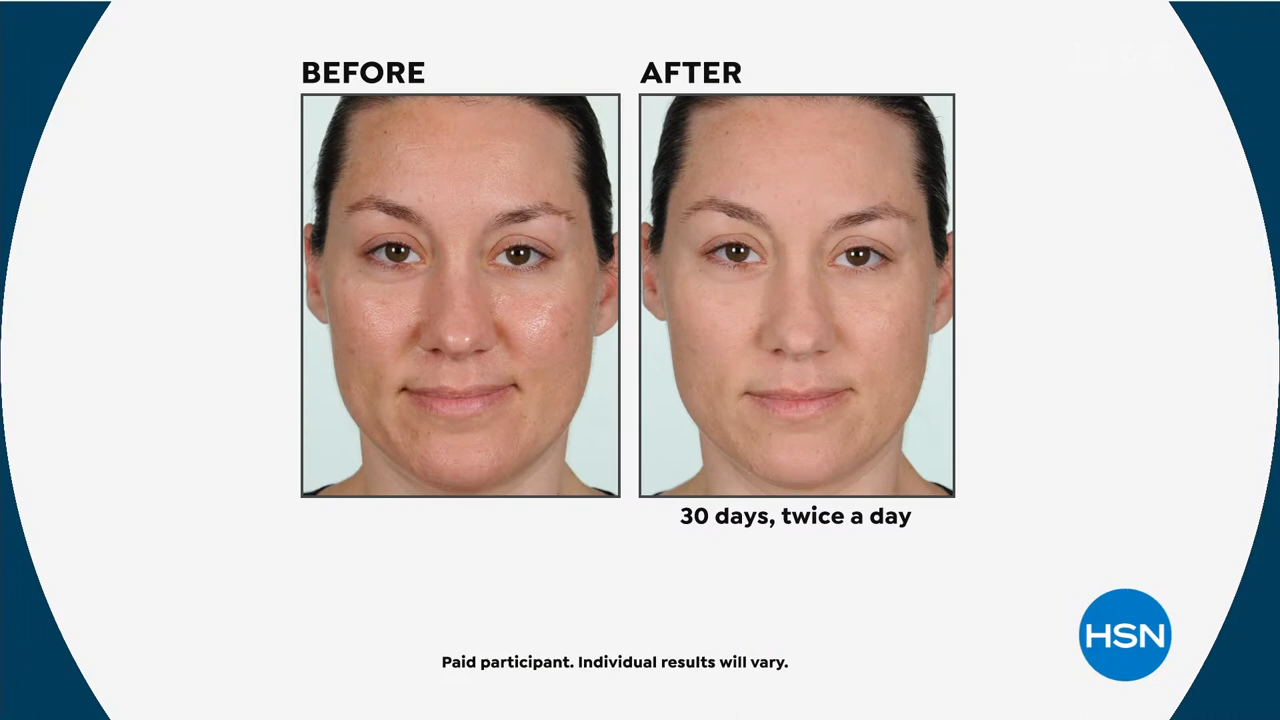 BEFORE
AFTER
30 days, twice a day
HSN
Paid participant. Individual results will vary.